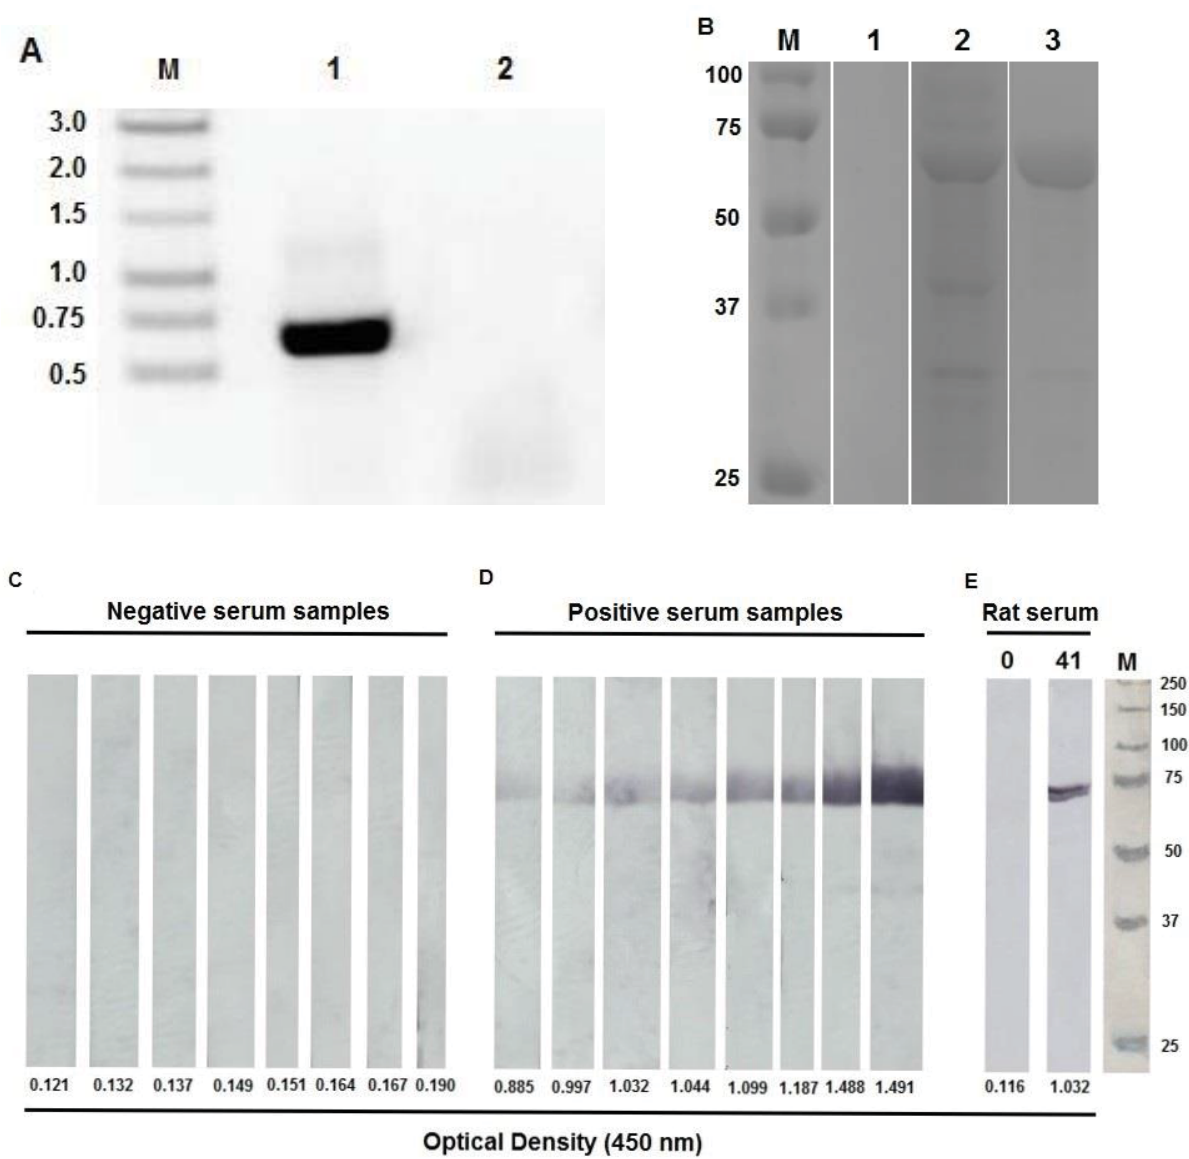 A
M 1 2
3.0
2.0
1.5
1.0
0.75
0.5
B
M 1 2 3
100
75
50
37
25
C
Negative serum samples
0.121 0.132 0.137 0.149 0.151 0.164 0.167 0.190
D
Positive serum samples
0.885 0.997 1.032 1.044 1.099 1.187 1.488 1.491
E
Rat serum
0 41 M
250
150
100
75
50
37
25
0.116 1.032
Optical Density (450 nm)